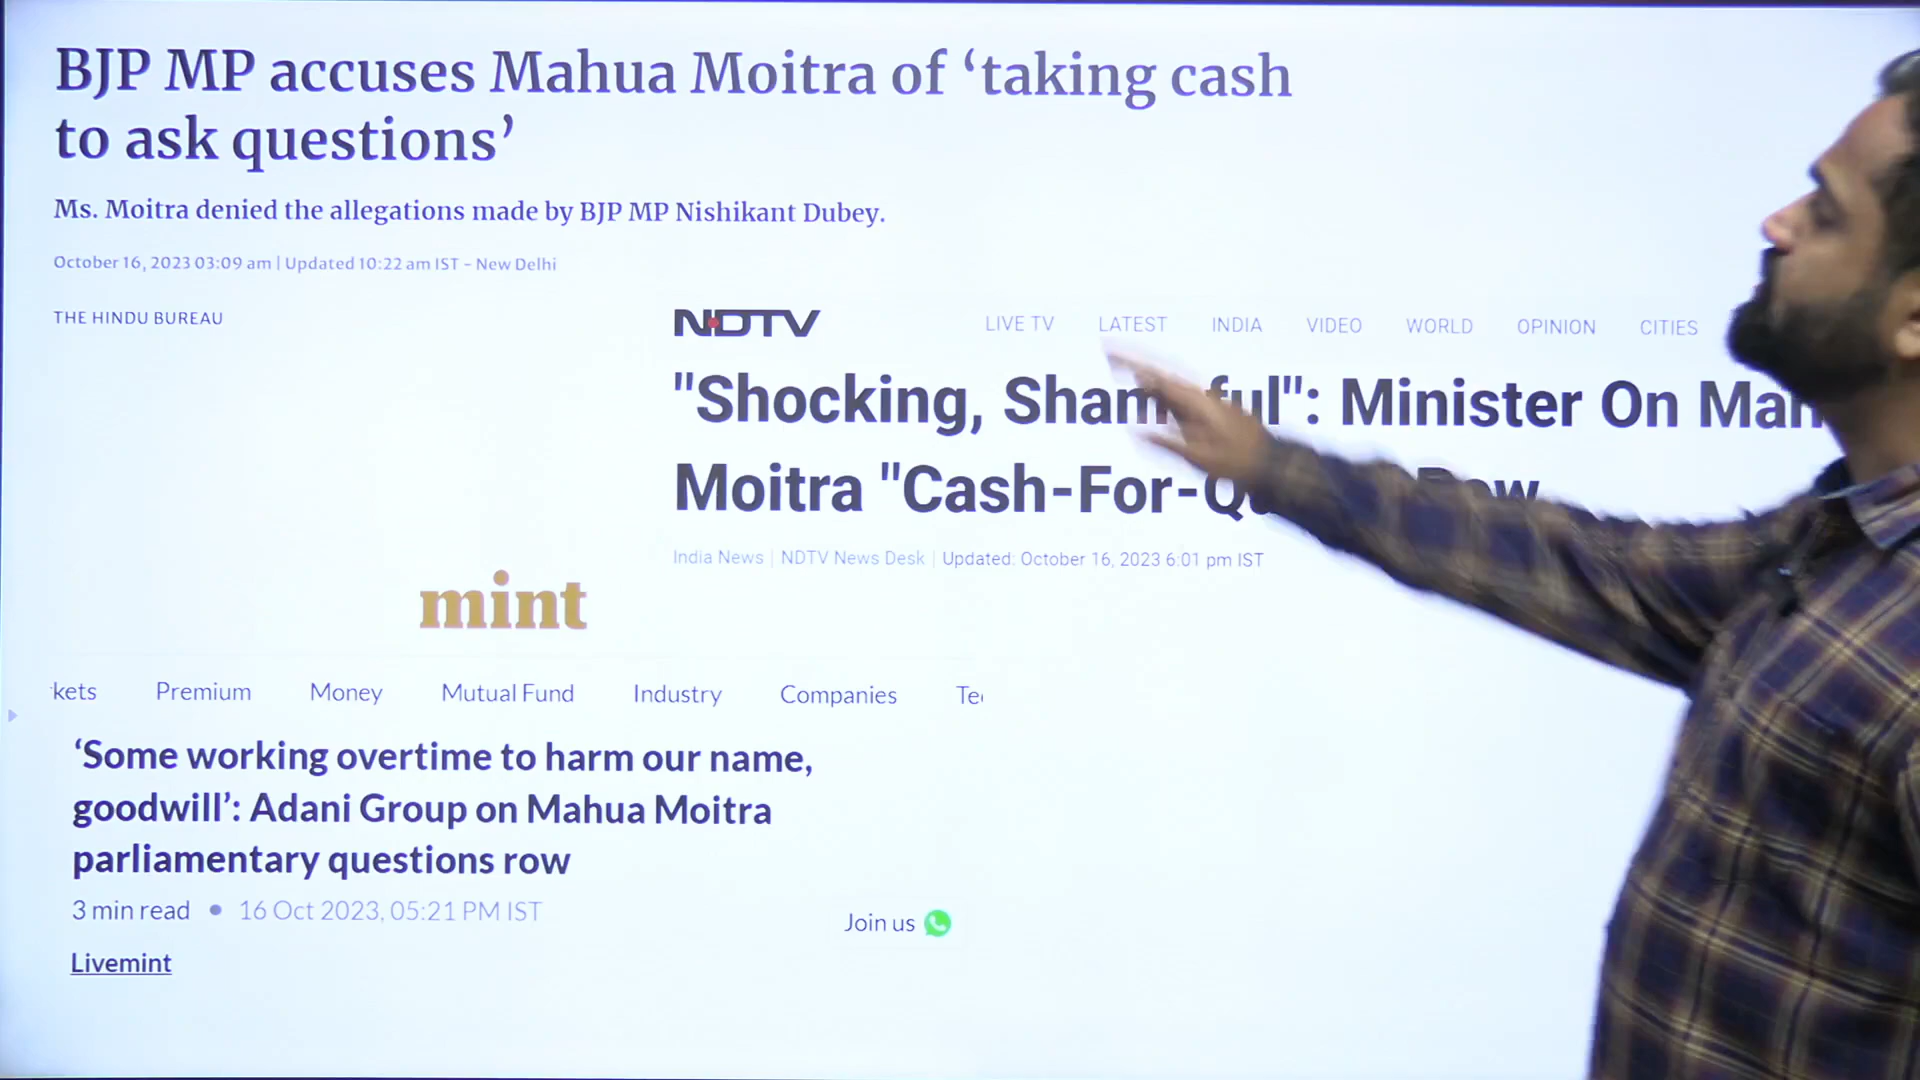 BJP MP accuses Mahua Moitra of ‘taking cash
to ask questions’
Ms. Moitra denied the allegations made by BJP MP Nishikant Dubey.
October 16, 2023 03:09 am | Updated 10:22 am IST - New Delhi
THE HINDU BUREAU
NDTV
LIVE TV LATEST INDIA VIDEO WORLD OPINION CITIES
"Shocking, : Minister On
Moitra "Cash-For-
India News | NDTV News Desk | Updated: October 16, 2023 6:01 pm IST
mint
kets Premium Money Mutual Fund Industry Companies
‘Some working overtime to harm our name,
goodwill’: Adani Group on Mahua Moitra
parliamentary questions row
3 min read • 16 Oct 2023, 05:21 PM IST
Join us
Livemint